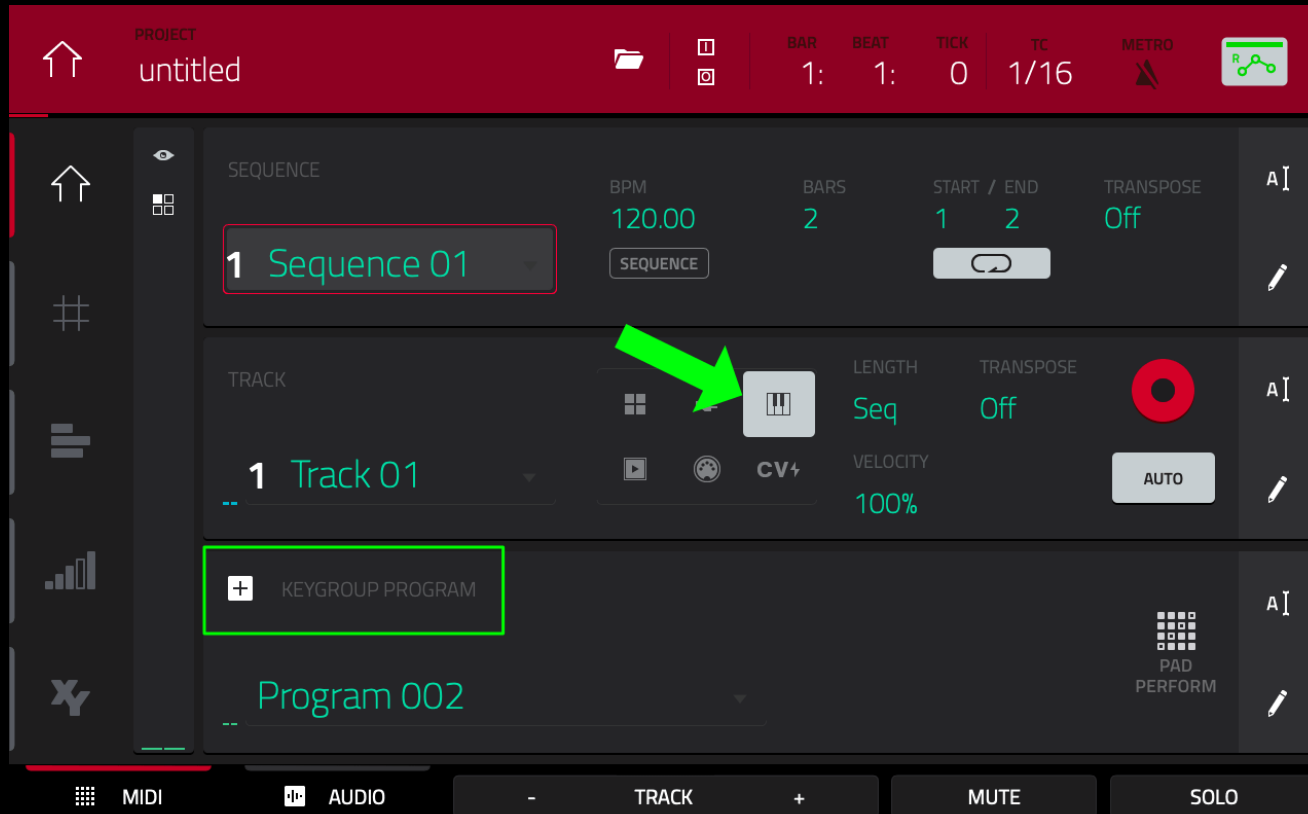 PROJECT
untitled
BAR BEAT TICK TC METRO
1: 1: 0 1/16
R
SEQUENCE
BPM BARS START / END TRANSPOSE
120.00 2 1 2 Off
1 Sequence 01
SEQUENCE
A
TRACK
LENGTH TRANSPOSE
Seq Off
A
1 Track 01
CV
VELOCITY
100%
AUTO
KEYGROUP PROGRAM
A
PAD
PERFORM
XY
Program 002
MIDI AUDIO - TRACK + MUTE SOLO